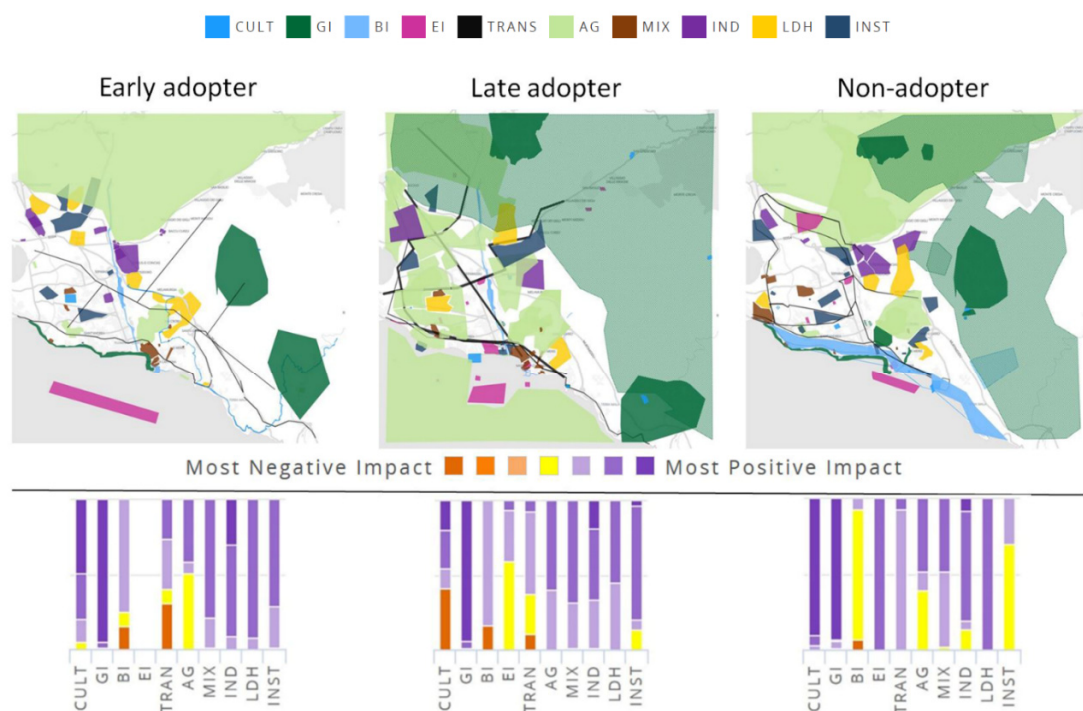 CULT GI BI EI TRANS AG MIX IND LDH INST
Early adopter Late adopter Non-adopter
Most Negative Impact Most Positive Impact
CULT GI BI EI TRAN AG MIX IND LDH INST
CULT GI BI EI TRAN AG MIX IND LDH INST
CULT GI BI EI TRAN AG MIX IND LDH INST